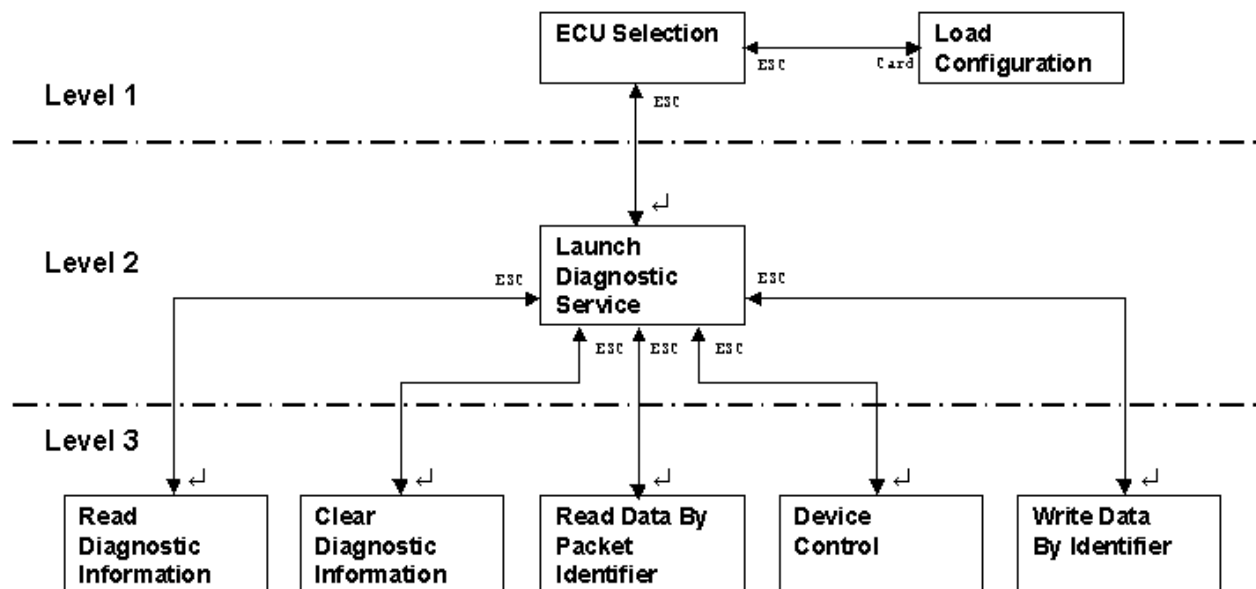 ECU Selection
Load
Configuration
ESC
Card
Level 1
ESC
↵
Level 2
Launch
Diagnostic
Service
ESC
ESC
ESC
ESC
ESC
Level 3
↵
↵
↵
↵
↵
Read
Diagnostic
Information
Clear
Diagnostic
Information
Read Data By
Packet
Identifier
Device
Control
Write Data
By Identifier